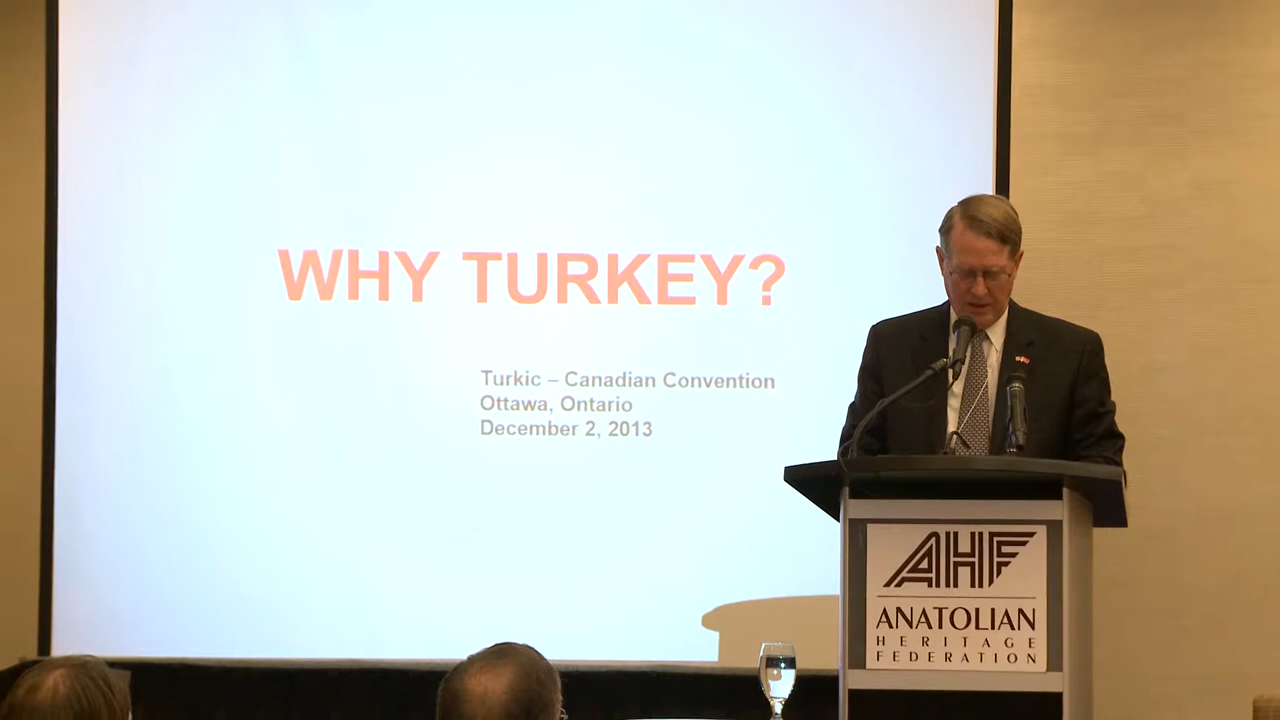 WHY TURKEY?
Turkic – Canadian Convention
Ottawa, Ontario
December 2, 2013
AHF
ANATOLIAN
HERITAGE
FEDERATION